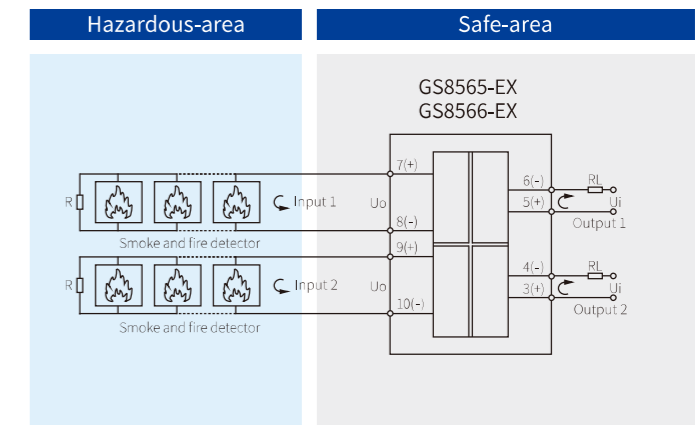 Hazardous-area
Safe-area
GS8565-EX
GS8566-EX
7(+)
6(-)
RL
R
Input 1
Uo
5(+)
Ui
8(-)
Output 1
Smoke and fire detector
9(+)
4(-)
RL
R
Input 2
Uo
3(+)
Ui
10(-)
Output 2
Smoke and fire detector